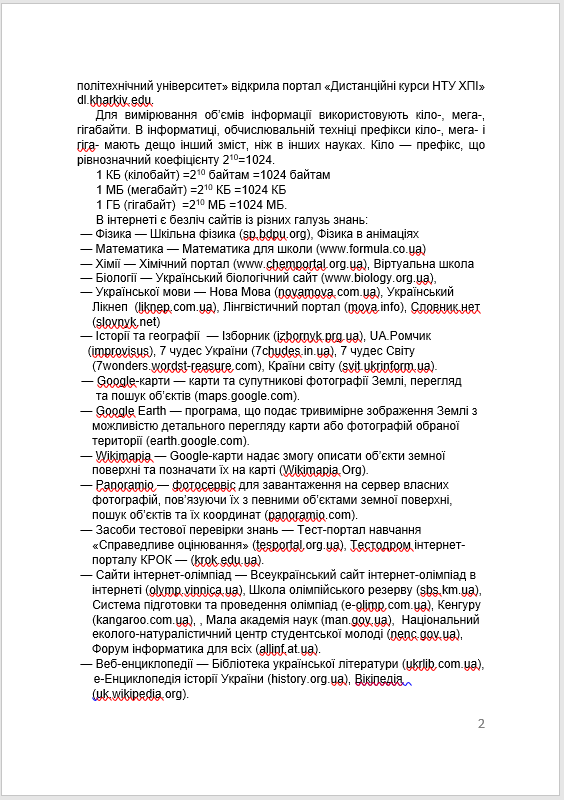 політехнічний університет» відкрила портал «Дистанційні курси НТУ ХПІ»
dl.kharkiv.edu.
Для вимірювання об’ємів інформації використовують кіло-, мега-,
гігабайти. В інформатиці, обчислювальній техніці префікси кіло-, мега- і
гіга- мають дещо інший зміст, ніж в інших науках. Кіло — префікс, що
рівнозначний коефіцієнту 2¹⁰=1024.
1 КБ (кілобайт) =2¹⁰ байтам =1024 байтам
1 МБ (мегабайт) =2¹⁰ КБ =1024 КБ
1 ГБ (гігабайт) =2¹⁰ МБ =1024 МБ.
В інтернеті є безліч сайтів із різних галузь знань:
— Фізика — Шкільна фізика (sp.bdpu.org), Фізика в анімаціях
— Математика — Математика для школи (www.formula.co.ua)
— Хімії — Хімічний портал (www.chemportal.org.ua), Віртуальна школа
— Біології — Український біологічний сайт (www.biology.org.ua),
— Української мови — Нова Мова (novamova.com.ua), Український
Лікнеп (liknep.com.ua), Лінгвістичний портал (mova.info), Словник.нет
(slovnyk.net)
— Історії та географії — Ізборник (izbornyk.prg.ua), UA.Ромчик
(improvisus), 7 чудес України (7chudes.in.ua), 7 чудес Світу
(7wonders.wordst-reasure.com), Країни світу (svit.ukrinform.ua).
— Google-карти — карти та супутникові фотографії Землі, перегляд
та пошук об’єктів (maps.google.com).
— Google Earth — програма, що подає тривимірне зображення Землі з
можливістю детального перегляду карти або фотографій обраної
території (earth.google.com).
— Wikimapia — Google-карти надає змогу описати об’єкти земної
поверхні та позначати їх на карті (Wikimapia.Org).
— Panoramio — фотосервіс для завантаження на сервер власних
фотографій, пов’язуючи їх з певними об’єктами земної поверхні,
пошук об’єктів та їх координат (panoramio.com).
— Засоби тестової перевірки знань — Тест-портал навчання
«Справедливе оцінювання» (tesportal.org.ua), Тестодром інтернет-
порталу КРОК — (krok.edu.ua).
— Сайти інтернет-олімпіад — Всеукраїнський сайт інтернет-олімпіад в
інтернеті (olymp.vinnica.ua), Школа олімпійського резерву (sbs.km.ua),
Система підготовки та проведення олімпіад (e-olimp.com.ua), Кенгуру
(kangaroo.com.ua), , Мала академія наук (man.gov.ua), Національний
еколого-натуралістичний центр студентської молоді (nenc.gov.ua),
Форум інформатика для всіх (allinf.at.ua).
— Веб-енциклопедії — Бібліотека української літератури (ukrlib.com.ua),
е-Енциклопедія історії України (history.org.ua), Вікіпедія
(uk.wikipedia.org).
2